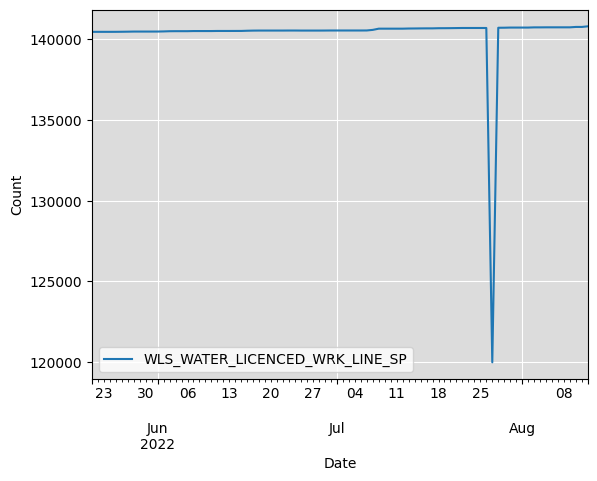 Count
140000
135000
130000
125000
120000
WLS_WATER_LICENCED_WRK_LINE_SP
23 30 06 13 20 27 04 11 18 25 08
Jun Jul Aug
2022
Date